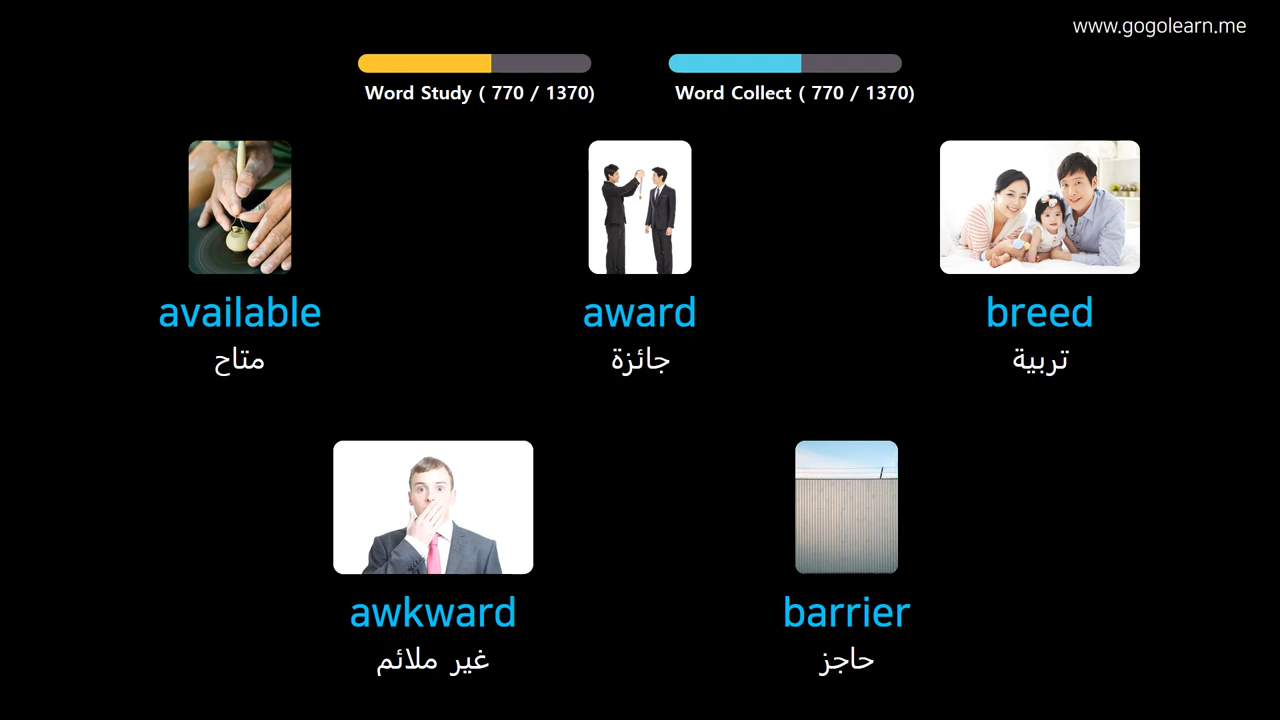 www.gogolearn.me
Word Study ( 770 / 1370)
Word Collect ( 770 / 1370)
available
متاح
award
جائزة
breed
تربية
awkward
غير ملائم
barrier
حاجز